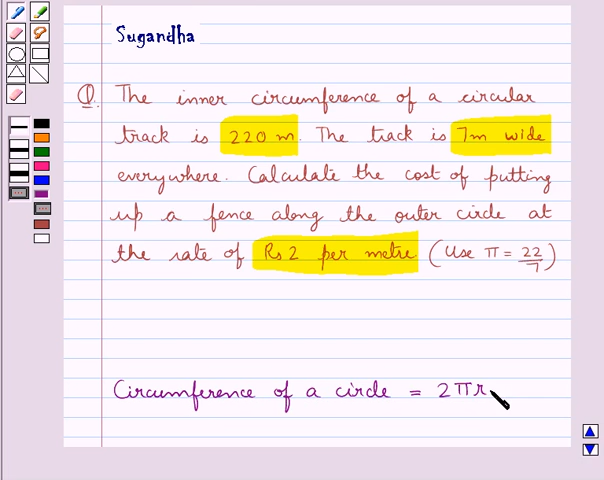 Sugandha
Q. The inner circumference of a circular
track is 220 m. The track is 7m wide
everywhere. Calculate the cost of putting
up a fence along the outer circle at
the rate of Rs 2 per metre (Use π = 22/7)
Circumference of a circle = 2πr